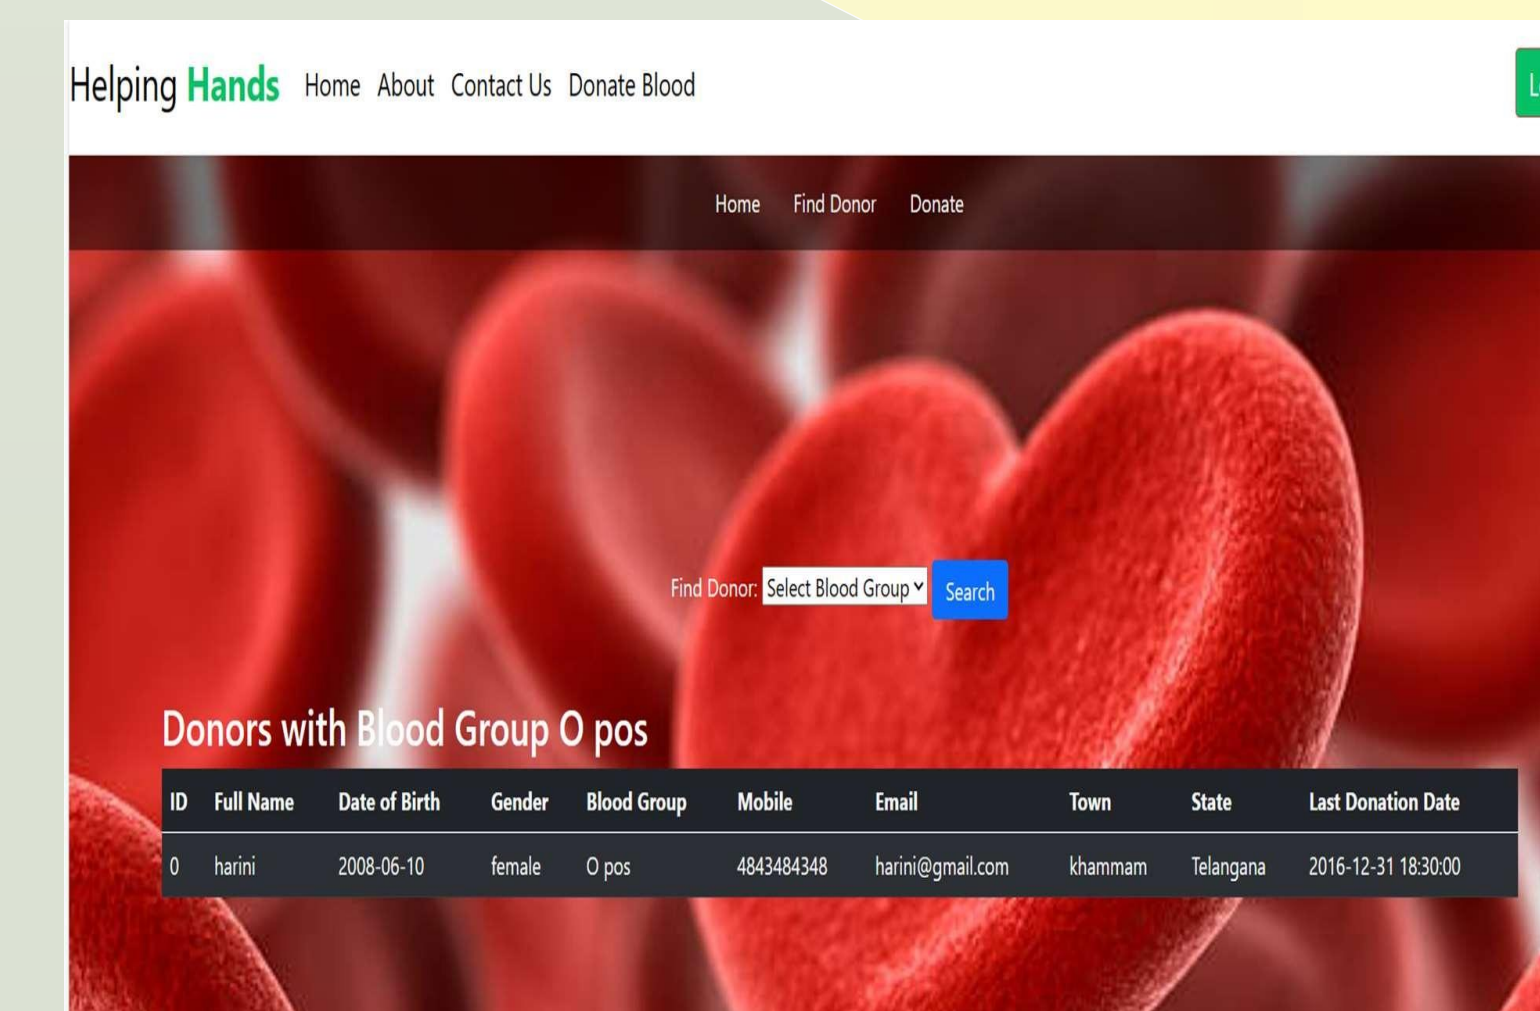 Helping Hands Home About Contact Us Donate Blood
Home Find Donor Donate
Find Donor: Select Blood Group Search
Donors with Blood Group O pos
ID Full Name Date of Birth Gender Blood Group Mobile Email Town State Last Donation Date
0 harini 2008-06-10 female O pos 4843484348 harini@gmail.com khammam Telangana 2016-12-31 18:30:00